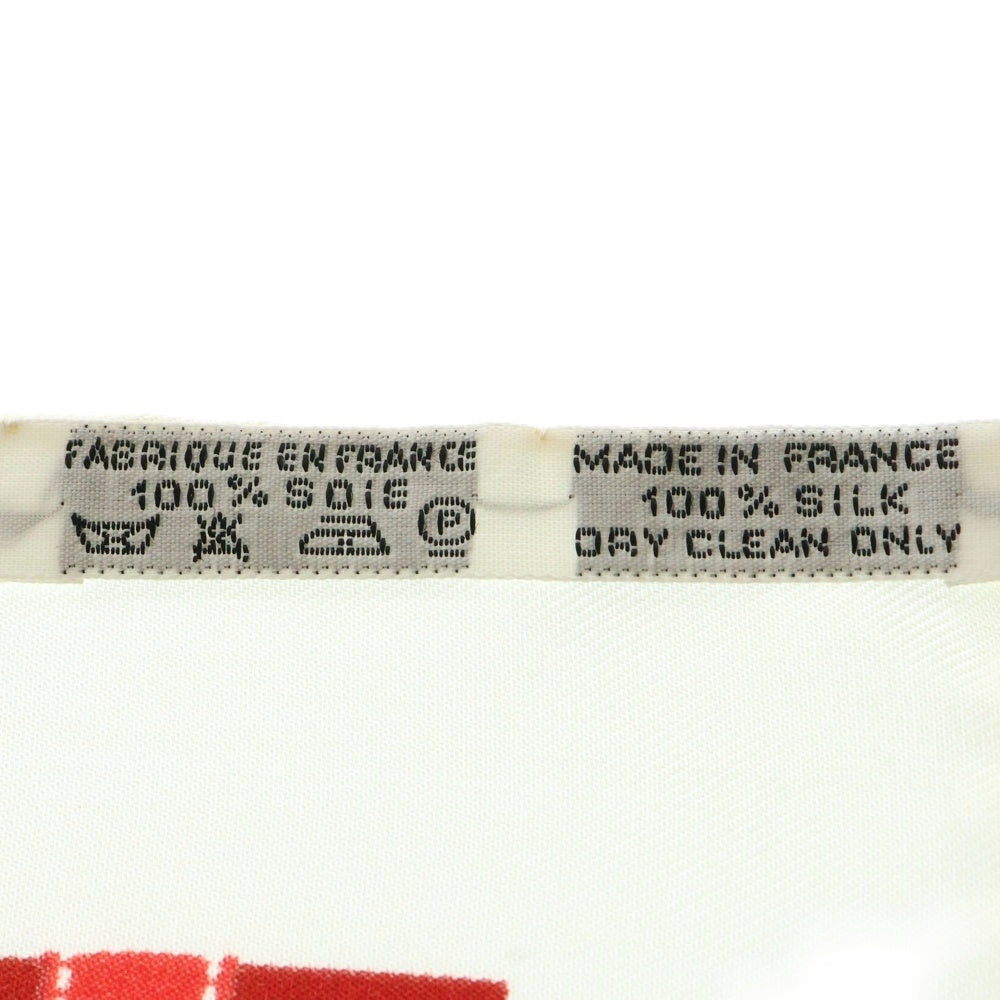 FABRIQUE EN FRANCE
100% SOIE
P
MADE IN FRANCE
100% SILK
DRY CLEAN ONLY